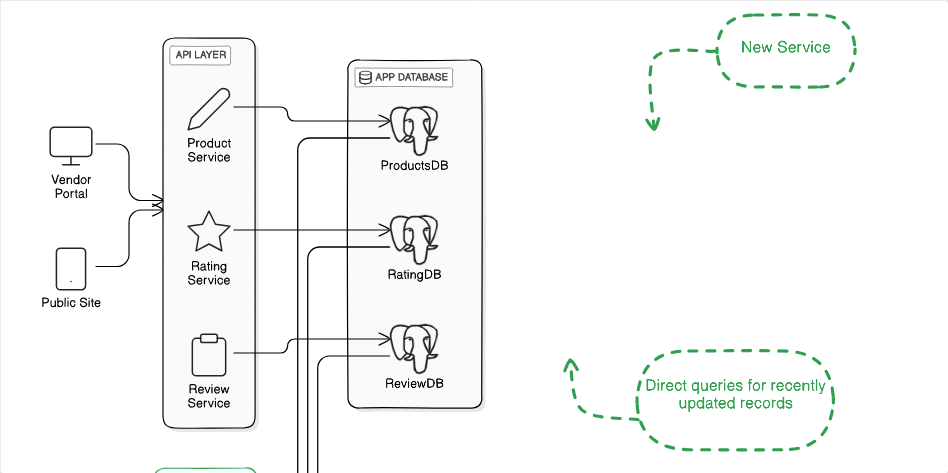 API LAYER
Product
Service
Rating
Service
Review
Service
Vendor
Portal
Public Site
APP DATABASE
ProductsDB
RatingDB
ReviewDB
New Service
Direct queries for recently
updated records